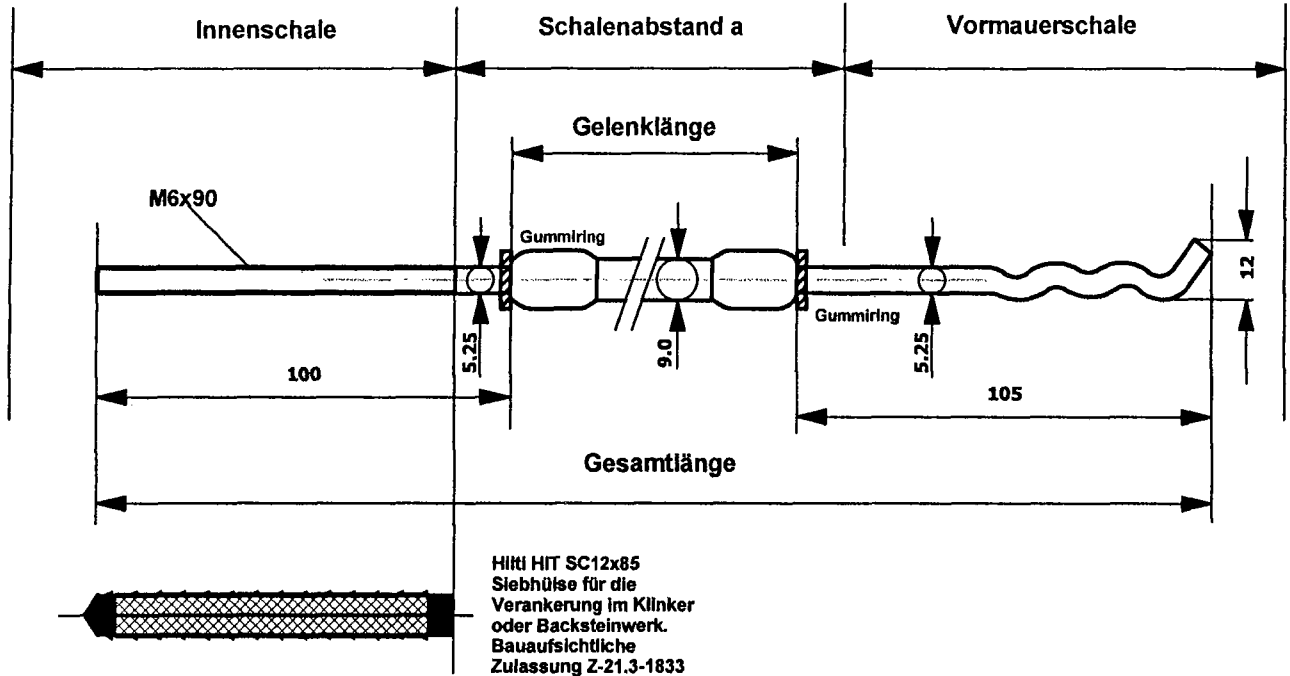 Innenschale
Schalenabstand a
Vormauerschale
Gelenklänge
M6x90
Gummiring
Gummiring
5.25
9.0
5.25
12
100
105
Gesamtlänge
Hilti HIT SC12x85
Siebhülse für die
Verankerung im Klinker
oder Backsteinwerk.
Bauaufsichtliche
Zulassung Z-21.3-1833